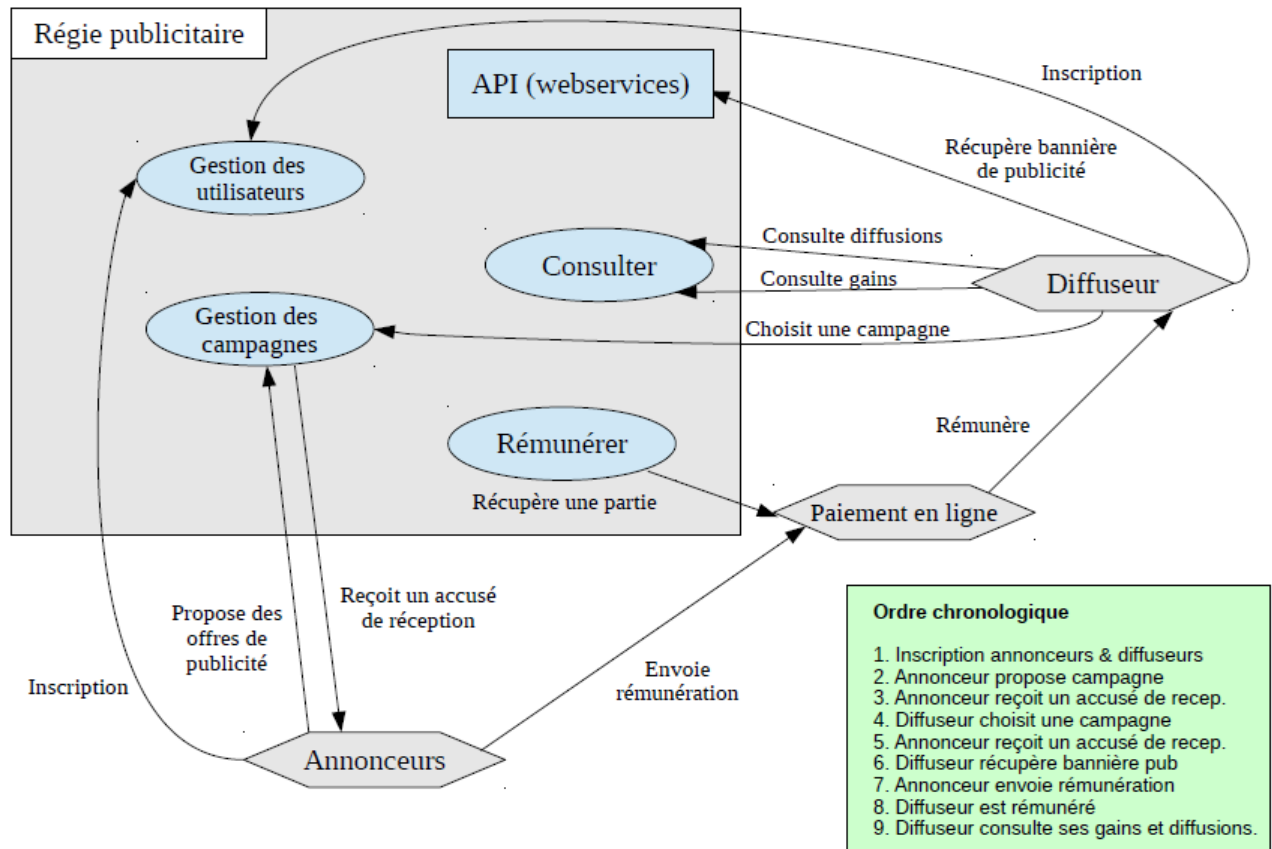 Régie publicitaire
API (webservices)
Inscription
Récupère bannière
de publicité
Gestion des
utilisateurs
Consulte diffusions
Consulter
Consulte gains
Diffuseur
Gestion des
campagnes
Choisit une campagne
Rémunérer
Rémunère
Récupère une partie
Paiement en ligne
Propose des
offres de
publicité
Reçoit un accusé
de réception
Inscription
Envoie
rémunération
Annonceurs
Ordre chronologique
1. Inscription annonceurs & diffuseurs
2. Annonceur propose campagne
3. Annonceur reçoit un accusé de recep.
4. Diffuseur choisit une campagne
5. Annonceur reçoit un accusé de recep.
6. Diffuseur récupère bannière pub
7. Annonceur envoie rémunération
8. Diffuseur est rémunéré
9. Diffuseur consulte ses gains et diffusions.